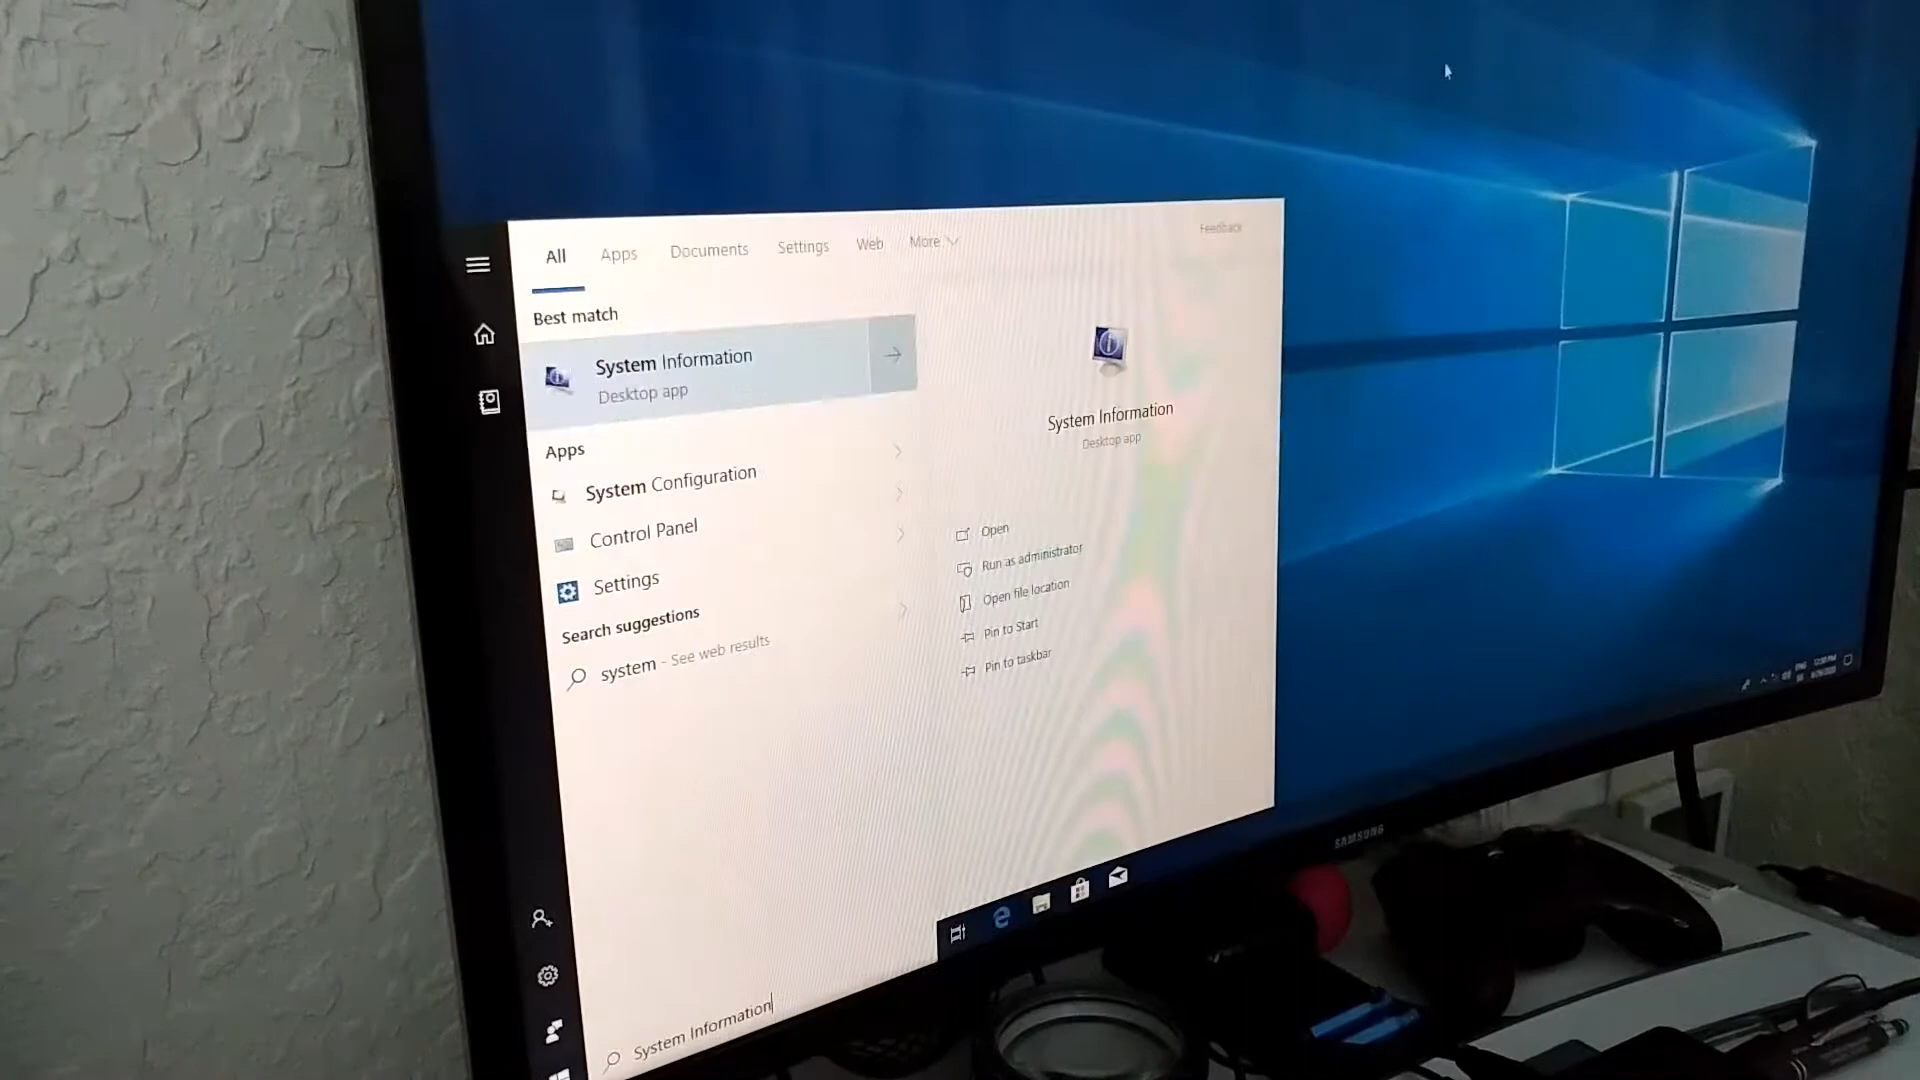 All Apps Documents Settings Web More
Feedback
Best match
System Information
Desktop app
Apps
System Configuration
Control Panel
Settings
Search suggestions
system - See web results
System Information
Desktop app
Open
Run as administrator
Open file location
Pin to Start
Pin to taskbar
System Information
SAMSUNG
ENG